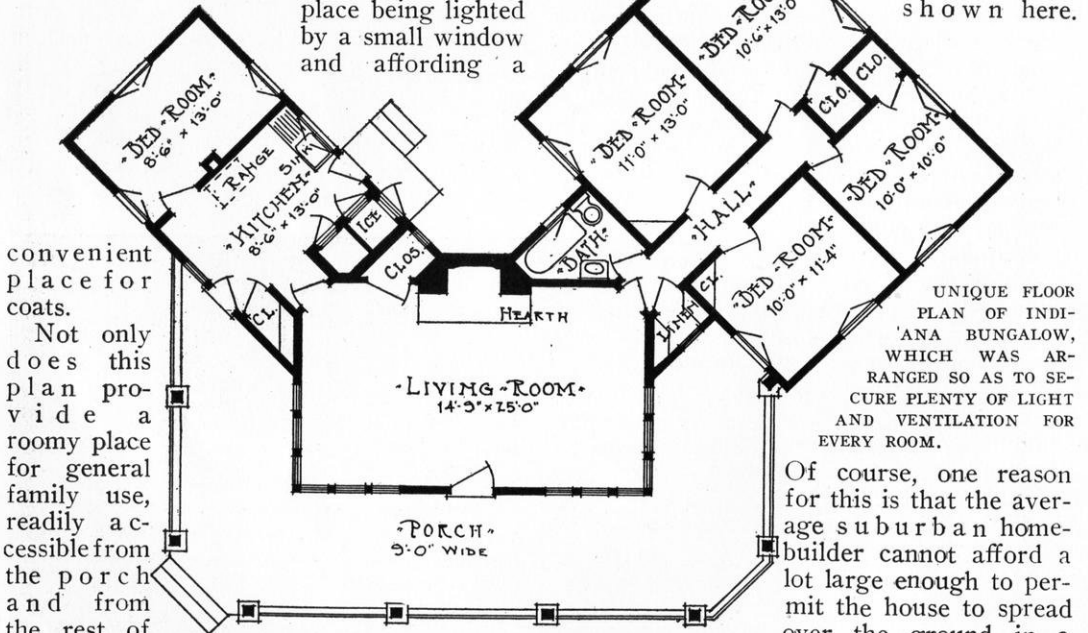 place being lighted
by a small window
and affording a
convenient
place for
coats.
Not only
does this
plan pro-
vide a
roomy place
for general
family use,
readily ac-
cessible from
the porch
and from
the rest of
shown here.
BED-ROOM
8'-6" × 13'-0"
RANGE
SINK
KITCHEN
8'-6" × 13'-0"
ICE
CLOS.
CL.
HEARTH
BATH
BED-ROOM
11'-0" × 13'-0"
10'-6" × 13'-0"
HALL
CLO.
CLO.
BED-ROOM
10'-0" × 10'-0"
BED-ROOM
10'-0" × 11'-4"
CL.
LINEN
LIVING-ROOM
14'-9" × 25'-0"
PORCH
9'-0" WIDE
UNIQUE FLOOR
PLAN OF INDI-
ANA BUNGALOW,
WHICH WAS AR-
RANGED SO AS TO SE-
CURE PLENTY OF LIGHT
AND VENTILATION FOR
EVERY ROOM.
Of course, one reason
for this is that the aver-
age suburban home-
builder cannot afford a
lot large enough to per-
mit the house to spread
over the ground in a